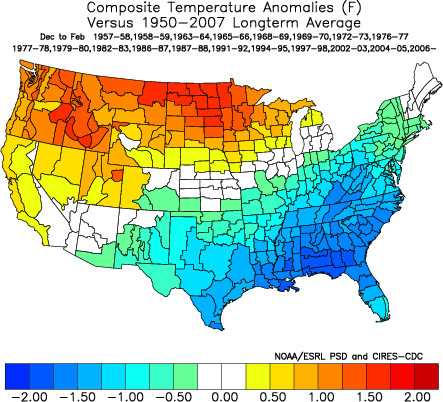 Composite Temperature Anomalies (F)
Versus 1950−2007 Longterm Average
Dec to Feb 1957−58,1958−59,1963−64,1965−66,1968−69,1969−70,1972−73,1976−77
1977−78,1979−80,1982−83,1986−87,1987−88,1991−92,1994−95,1997−98,2002−03,2004−05,2006−
NOAA/ESRL PSD and CIRES−CDC
−2.00 −1.50 −1.00 −0.50 0.00 0.50 1.00 1.50 2.00